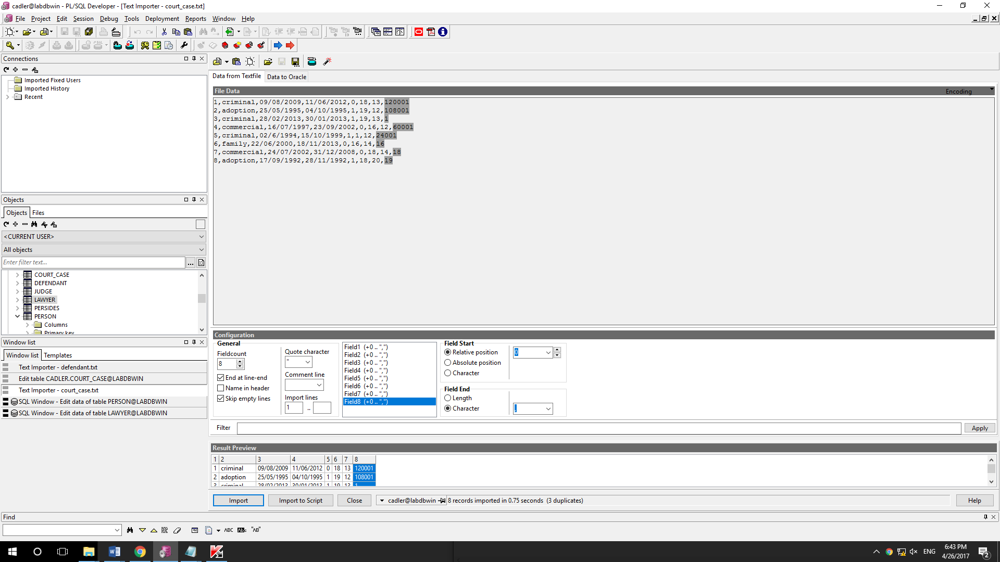 cadler@labdbwin - PL/SQL Developer - [Text Importer - court_case.txt]
File Project Edit Session Debug Tools Deployment Reports Window Help
Connections
Imported Fixed Users
Imported History
Recent
Objects
Objects Files
<CURRENT USER>
All objects
Enter filter text...
COURT_CASE
DEFENDANT
JUDGE
LAWYER
PERSIDES
PERSON
Columns
Primary key
Window list
Window list Templates
Text Importer - defendant.txt
Edit table CADLER.COURT_CASE@LABDBWIN
Text Importer - court_case.txt
SQL Window - Edit data of table PERSON@LABDBWIN
SQL Window - Edit data of table LAWYER@LABDBWIN
Data from Textfile Data to Oracle
File Data Encoding
1,criminal,09/08/2009,11/06/2012,0,18,13,120001
2,adoption,25/05/1995,04/10/1995,1,19,12,108001
3,criminal,28/02/2013,30/01/2013,1,19,13,1
4,commercial,16/07/1997,23/09/2002,0,16,12,60001
5,criminal,02/6/1994,15/10/1999,1,1,12,24001
6,family,22/06/2000,18/11/2013,0,16,14,16
7,commercial,24/07/2002,31/12/2008,0,18,14,18
8,adoption,17/09/1992,28/11/1992,1,18,20,19
Configuration
General
Fieldcount
8
End at line-end
Name in header
Skip empty lines
Quote character
"
Comment line
Import lines
1 ..
Field1 (+0 .. ",")
Field2 (+0 .. ",")
Field3 (+0 .. ",")
Field4 (+0 .. ",")
Field5 (+0 .. ",")
Field6 (+0 .. ",")
Field7 (+0 .. ",")
Field8 (+0 .. ",")
Field Start
Relative position 0
Absolute position
Character
Field End
Length
Character ,
Filter Apply
Result Preview
1 2 3 4 5 6 7 8
1 criminal 09/08/2009 11/06/2012 0 18 13 120001
2 adoption 25/05/1995 04/10/1995 1 19 12 108001
3 criminal 28/02/2013 30/01/2013 1 19 13 1
Import Import to Script Close cadler@labdbwin 8 records imported in 0.75 seconds (3 duplicates) Help
Find
ABC "AB"
ENG 6:43 PM
4/26/2017 2